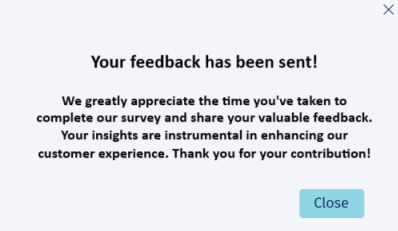 Your feedback has been sent!
We greatly appreciate the time you've taken to
complete our survey and share your valuable feedback.
Your insights are instrumental in enhancing our
customer experience. Thank you for your contribution!
Close